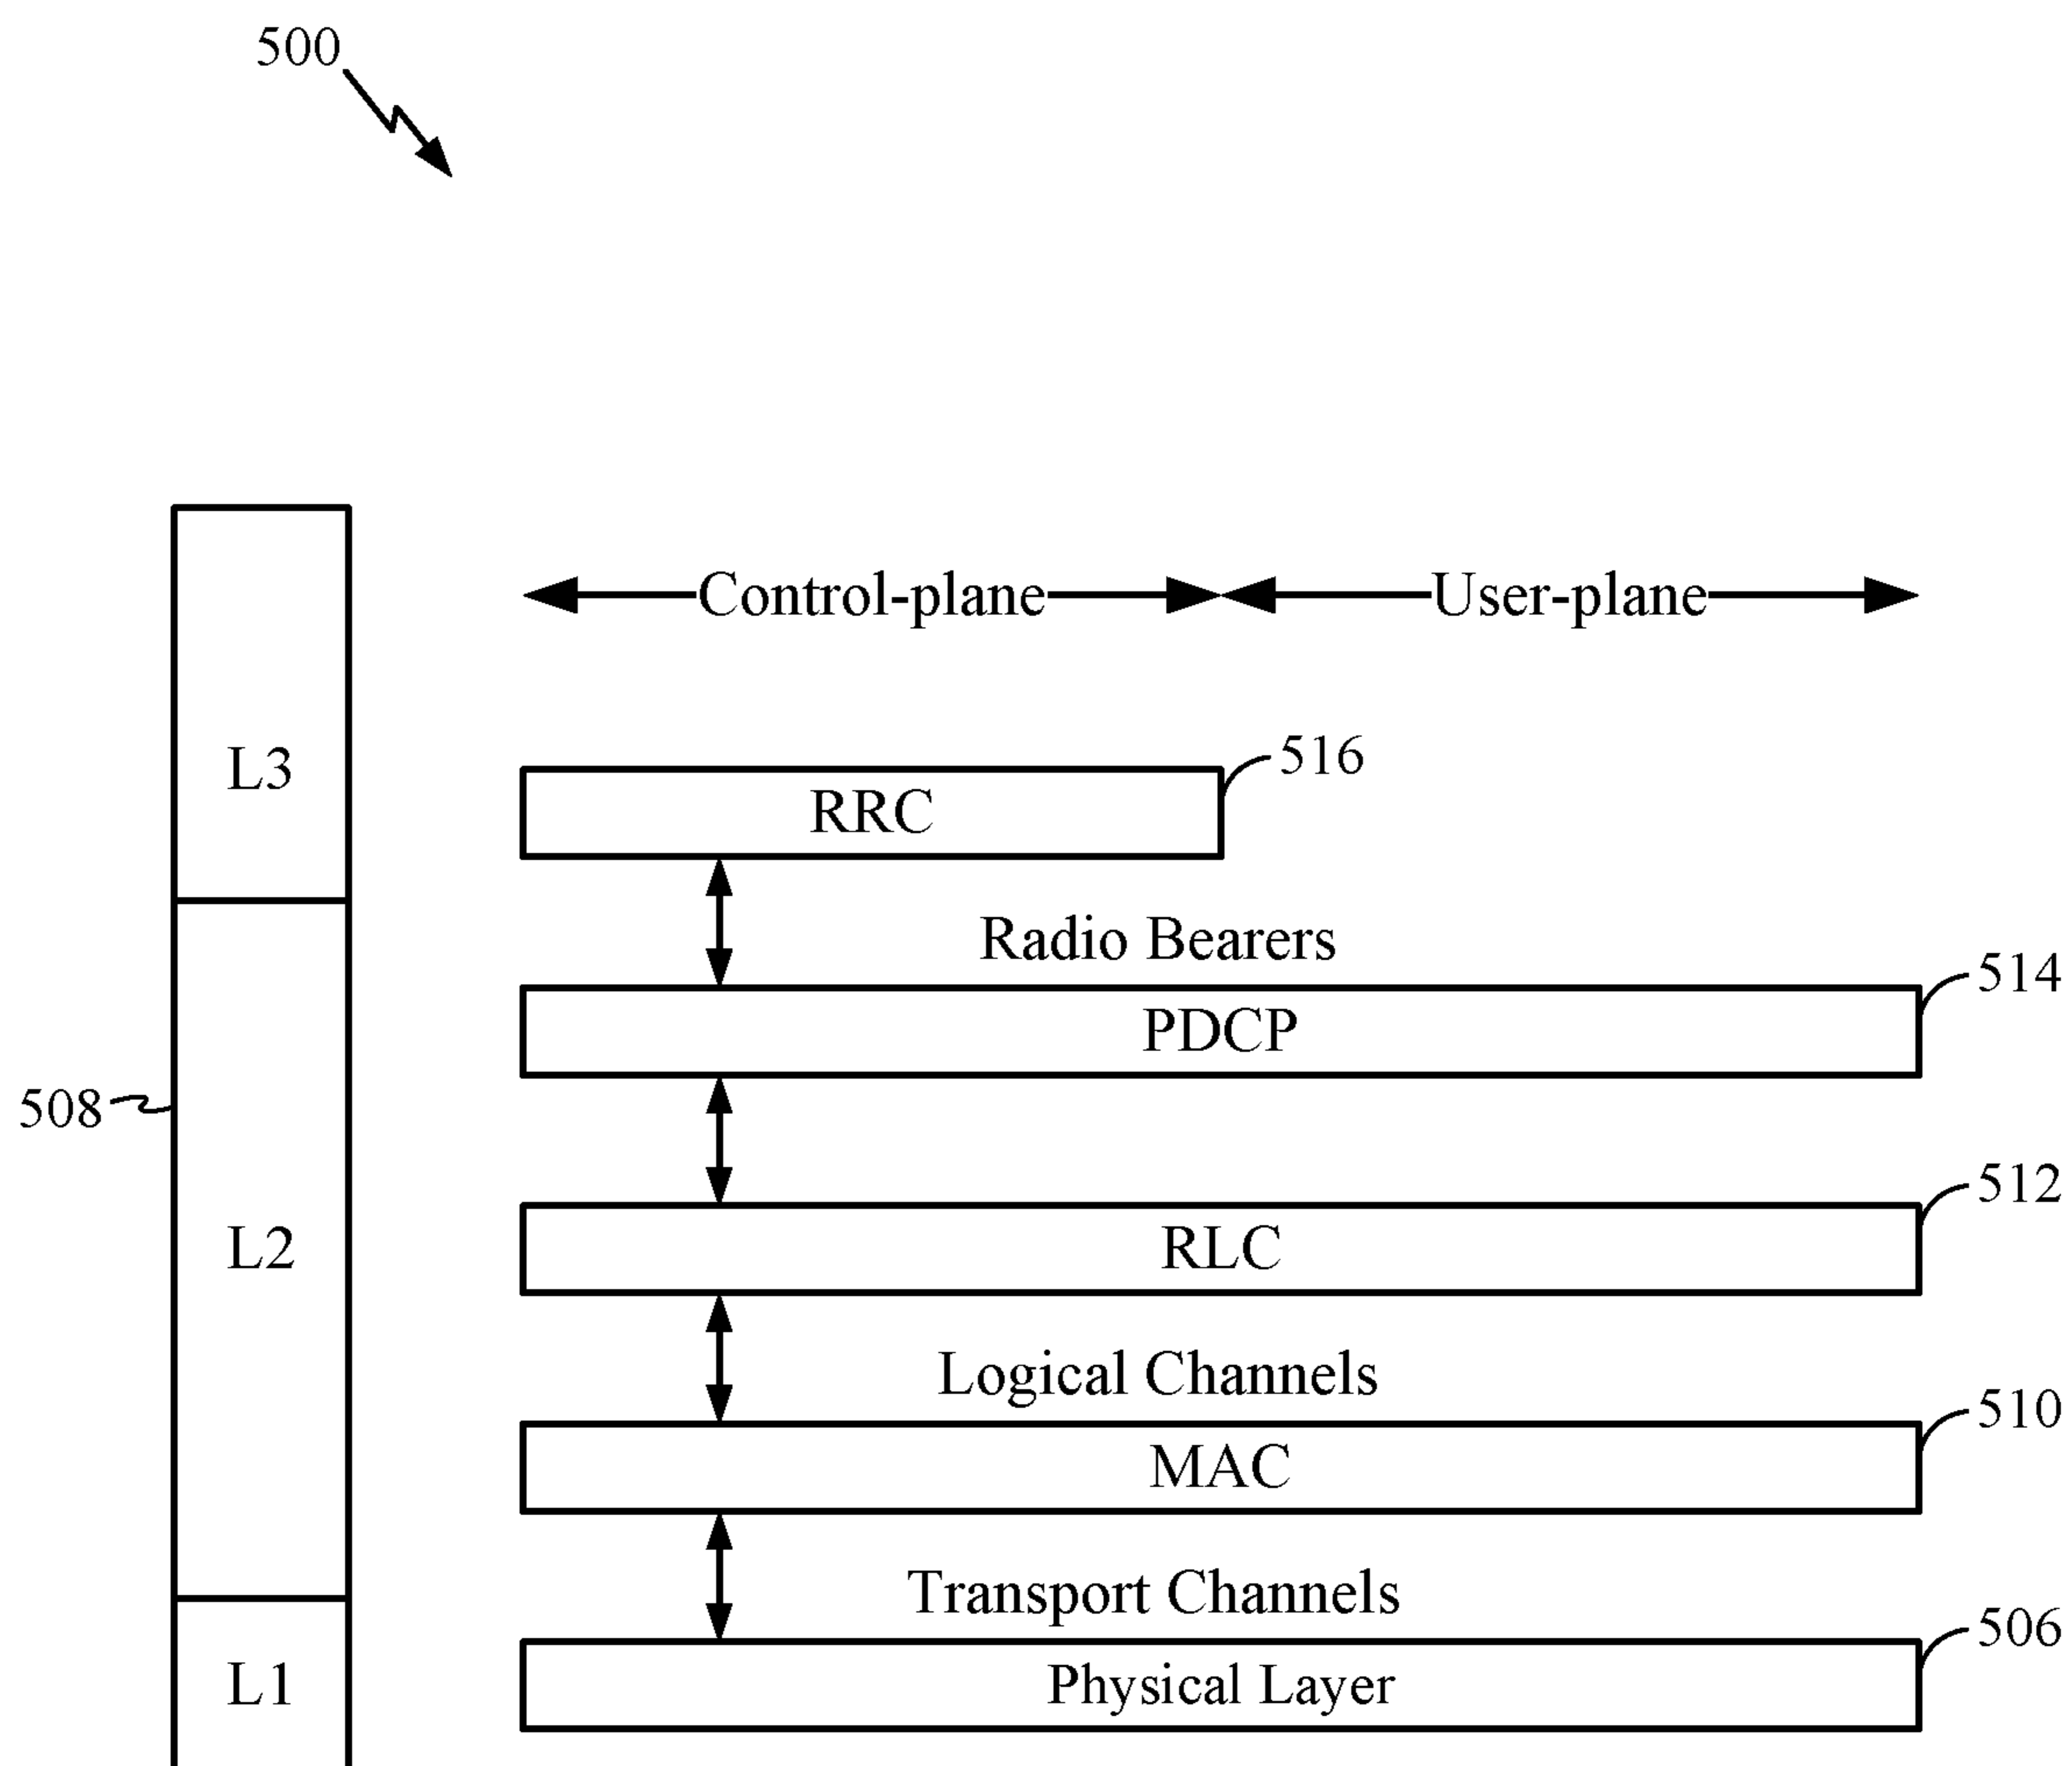 500
Control-plane User-plane
L3
RRC
516
Radio Bearers
PDCP
514
508
L2
RLC
512
Logical Channels
MAC
510
Transport Channels
L1
Physical Layer
506